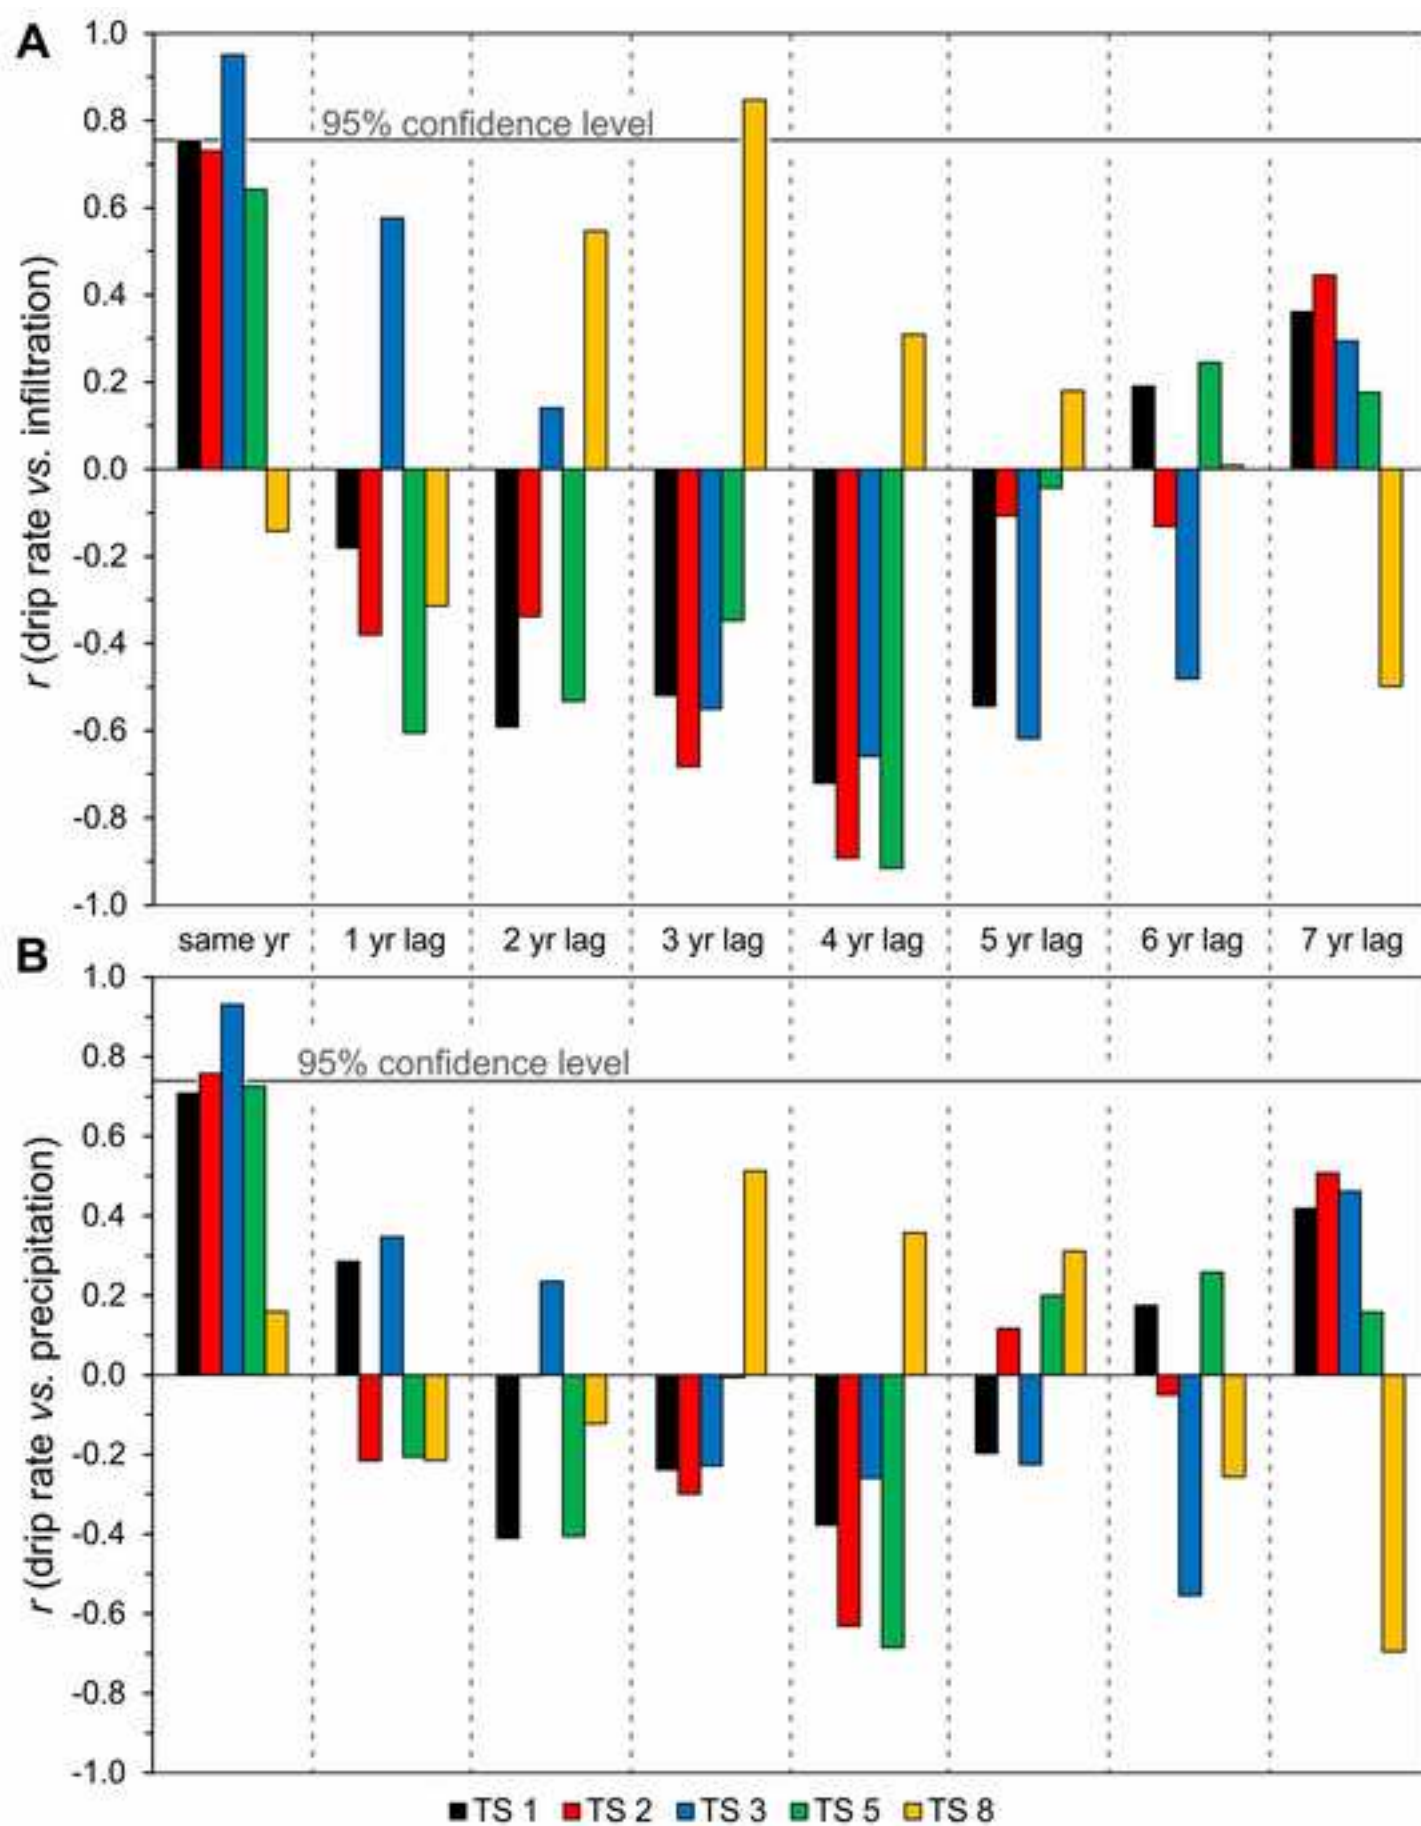 A
1.0
0.8
0.6
0.4
0.2
0.0
-0.2
-0.4
-0.6
-0.8
-1.0
r (drip rate vs. infiltration)
95% confidence level
same yr 1 yr lag 2 yr lag 3 yr lag 4 yr lag 5 yr lag 6 yr lag 7 yr lag
B
1.0
0.8
0.6
0.4
0.2
0.0
-0.2
-0.4
-0.6
-0.8
-1.0
r (drip rate vs. precipitation)
95% confidence level
TS 1 TS 2 TS 3 TS 5 TS 8